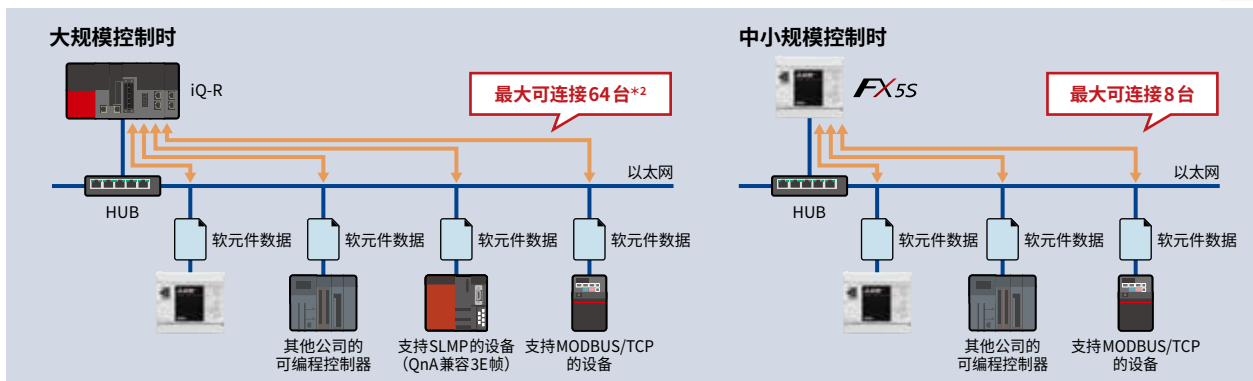 大规模控制时
iQ-R
最大可连接64台*2
以太网
HUB
软元件数据
软元件数据
软元件数据
软元件数据
其他公司的
可编程控制器
支持SLMP的设备
（QnA兼容3E帧）
支持MODBUS/TCP
的设备
中小规模控制时
FX5S
最大可连接8台
以太网
HUB
软元件数据
软元件数据
软元件数据
其他公司的
可编程控制器
支持MODBUS/TCP
的设备